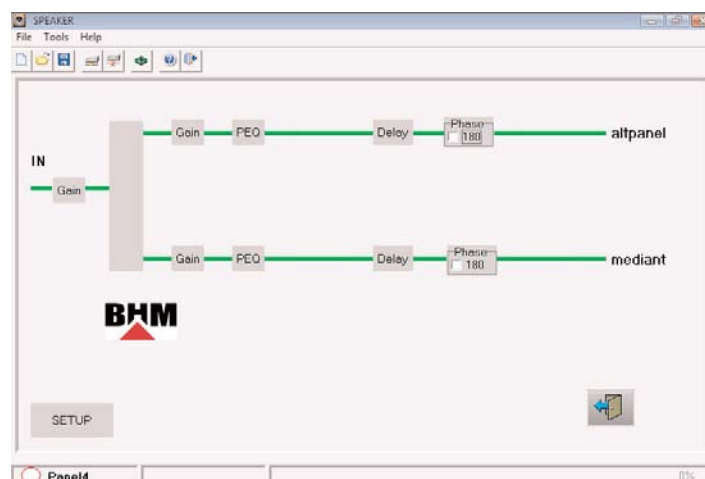 SPEAKER
File Tools Help
Gain PEQ Delay Phase 180 altpanel
IN
Gain
Gain PEQ Delay Phase 180 mediant
BHM
SETUP
Panel4 0%